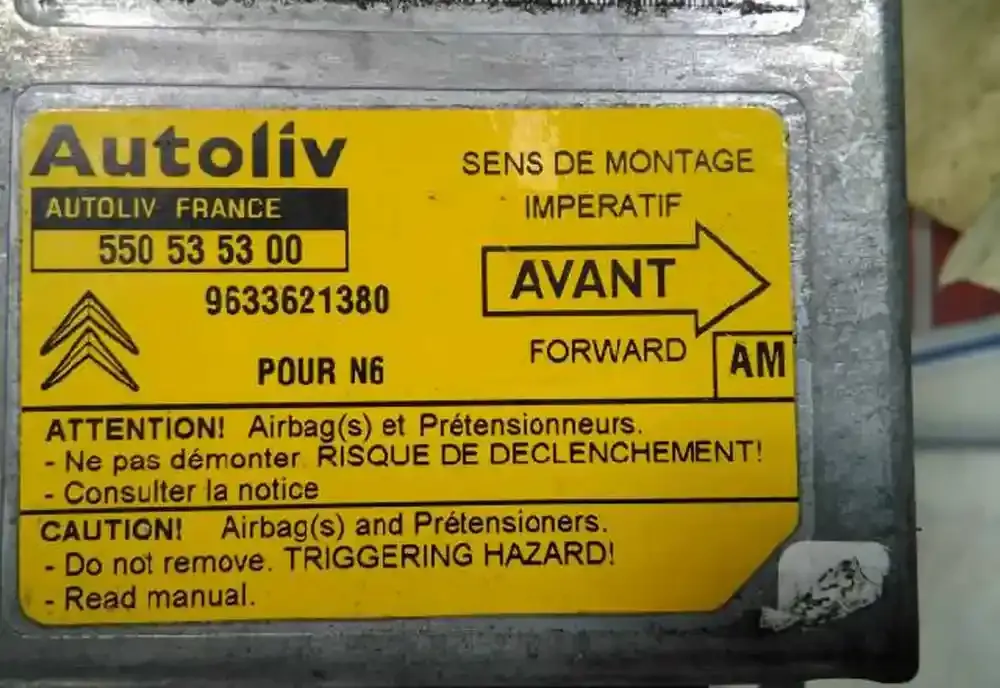 Autoliv
AUTOLIV FRANCE
550 53 53 00
9633621380
POUR N6
SENS DE MONTAGE
IMPERATIF
AVANT
FORWARD
AM
ATTENTION! Airbag(s) et Prétensionneurs.
- Ne pas démonter. RISQUE DE DECLENCHEMENT!
- Consulter la notice
CAUTION! Airbag(s) and Prétensioners.
- Do not remove. TRIGGERING HAZARD!
- Read manual.